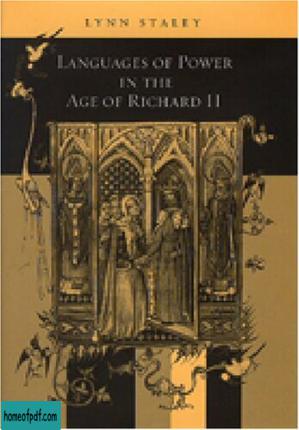 LYNN STALEY
LANGUAGES OF POWER
IN THE
AGE OF RICHARD II
homeofpdf.com